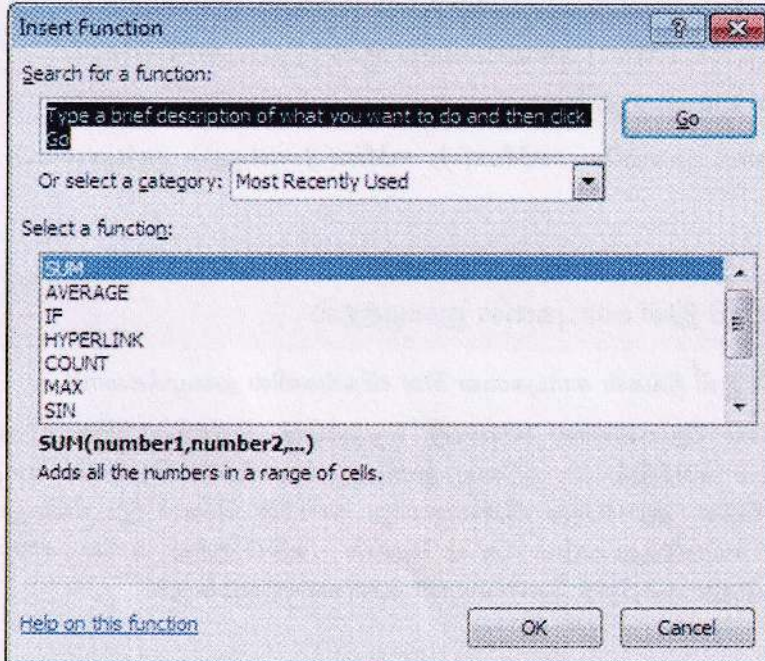 Insert Function
?
Search for a function:
Type a brief description of what you want to do and then click
Go
Go
Or select a category: Most Recently Used
Select a function:
SUM
AVERAGE
IF
HYPERLINK
COUNT
MAX
SIN
SUM(number1,number2,...)
Adds all the numbers in a range of cells.
Help on this function
OK
Cancel